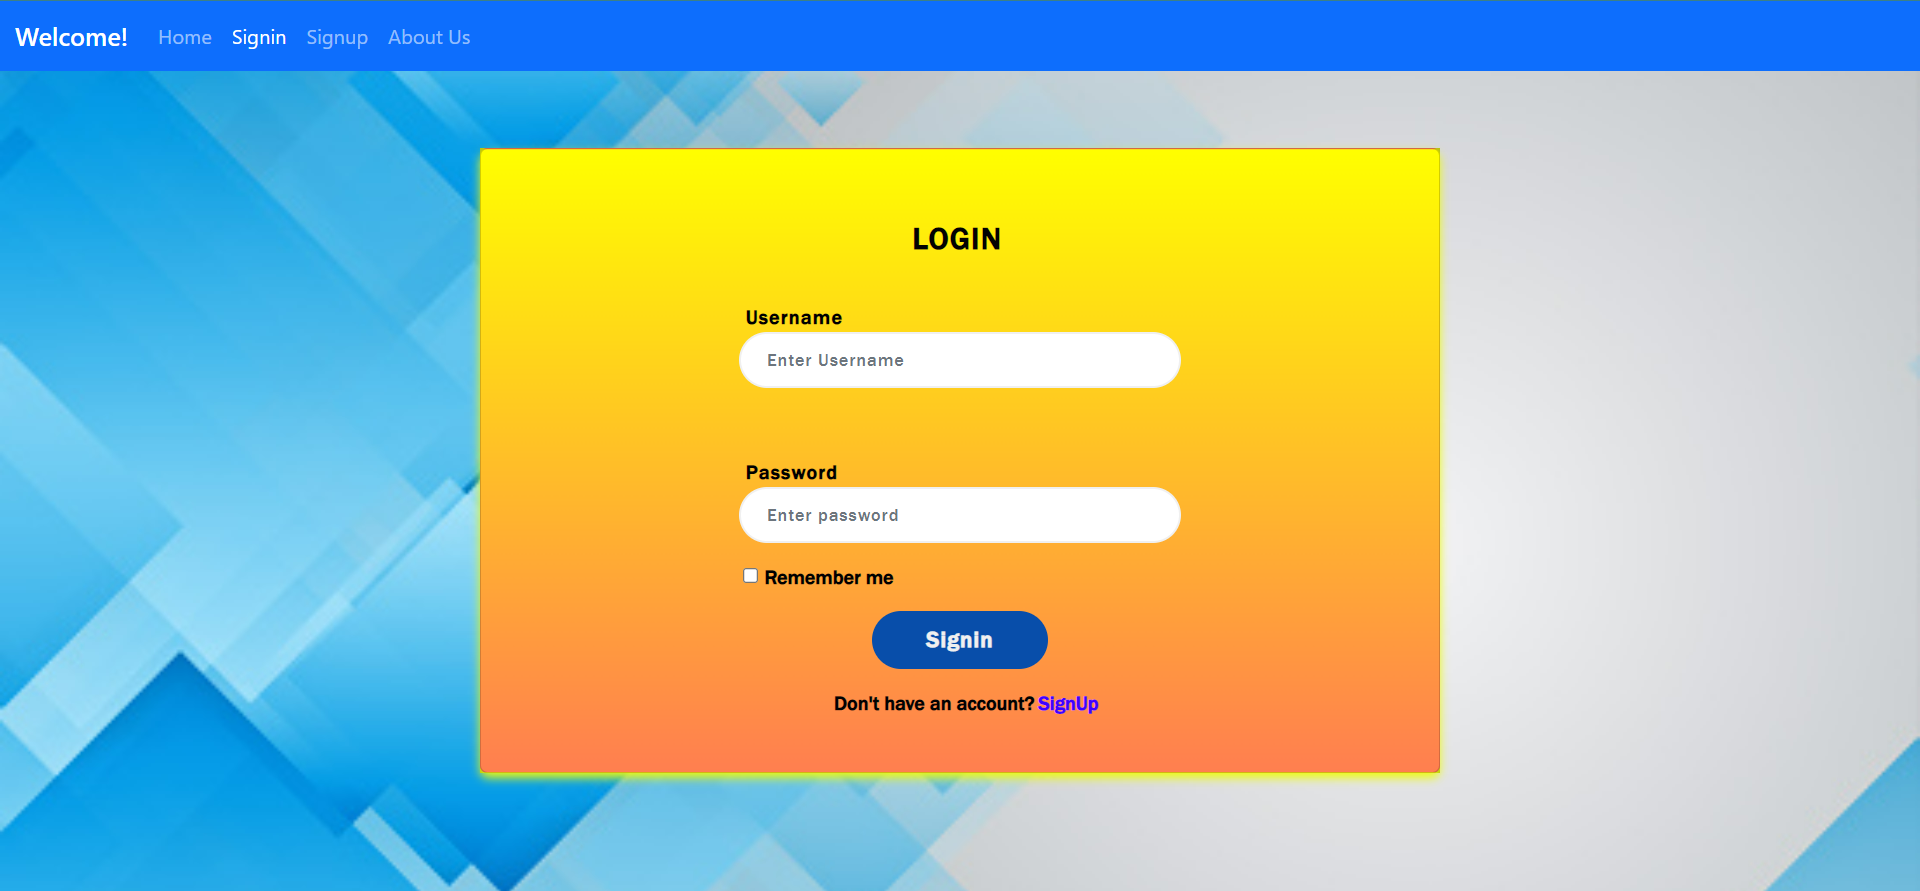 Welcome! Home Signin Signup About Us
LOGIN
Username
Enter Username
Password
Enter password
Remember me
Signin
Don't have an account? SignUp